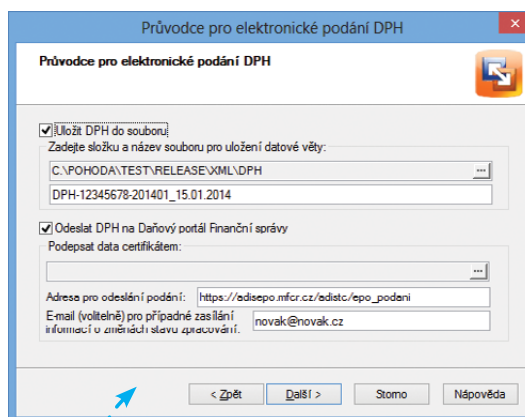 Průvodce pro elektronické podání DPH
Průvodce pro elektronické podání DPH
Uložit DPH do souboru
Zadejte složku a název souboru pro uložení datové věty:
C:\POHODA\TEST\RELEASE\XML\DPH
...
DPH-12345678-201401_15.01.2014
Odeslat DPH na Daňový portál Finanční správy
Podepsat data certifikátem:
...
Adresa pro odeslání podání: https://adisepo.mfcr.cz/adistc/epo_podani
E-mail (volitelně) pro případné zasílání
informací o změnách stavu zpracování: novak@novak.cz
< Zpět Další > Storno Nápověda